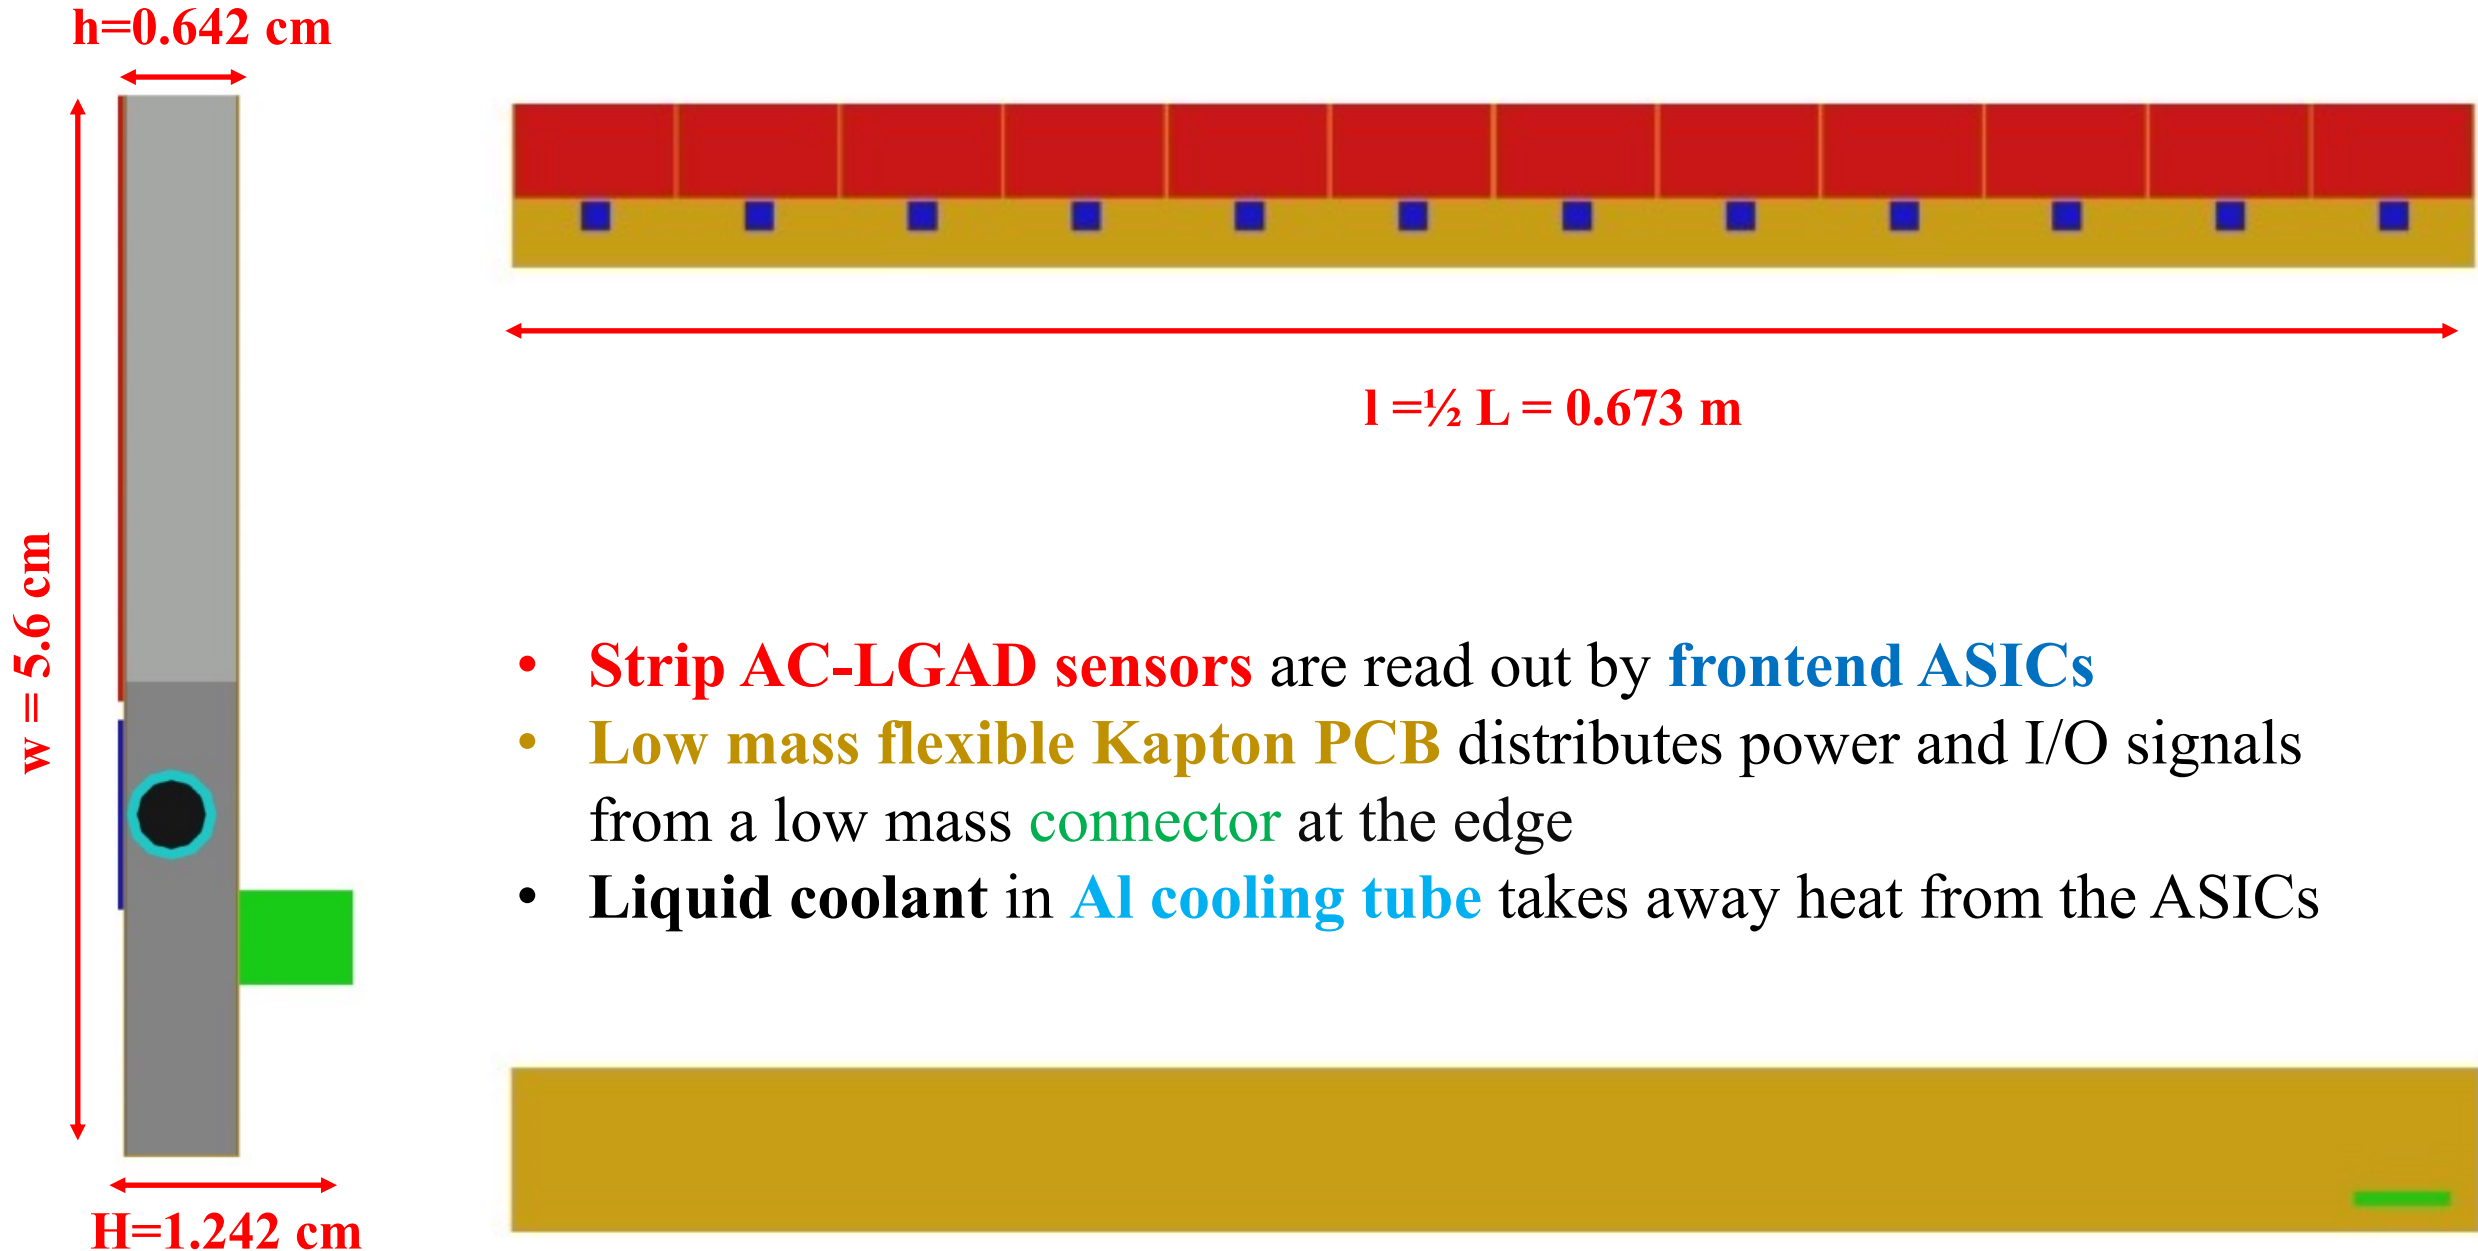 h=0.642 cm
w = 5.6 cm
H=1.242 cm
l =½ L = 0.673 m
• Strip AC-LGAD sensors are read out by frontend ASICs
• Low mass flexible Kapton PCB distributes power and I/O signals
from a low mass connector at the edge
• Liquid coolant in Al cooling tube takes away heat from the ASICs